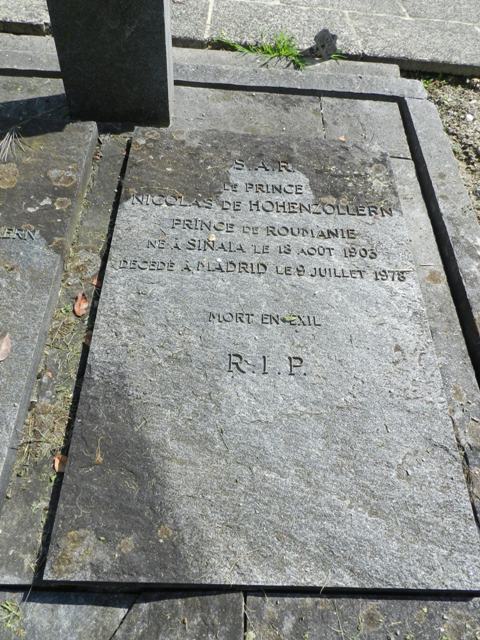 S.A.R.
LE PRINCE
NICOLAS DE HOHENZOLLERN
PRINCE DE ROUMANIE
NÉ À SINAIA LE 18 AOUT 1903
DÉCÉDÉ À MADRID LE 9 JUILLET 1978
MORT EN EXIL
R.I.P.